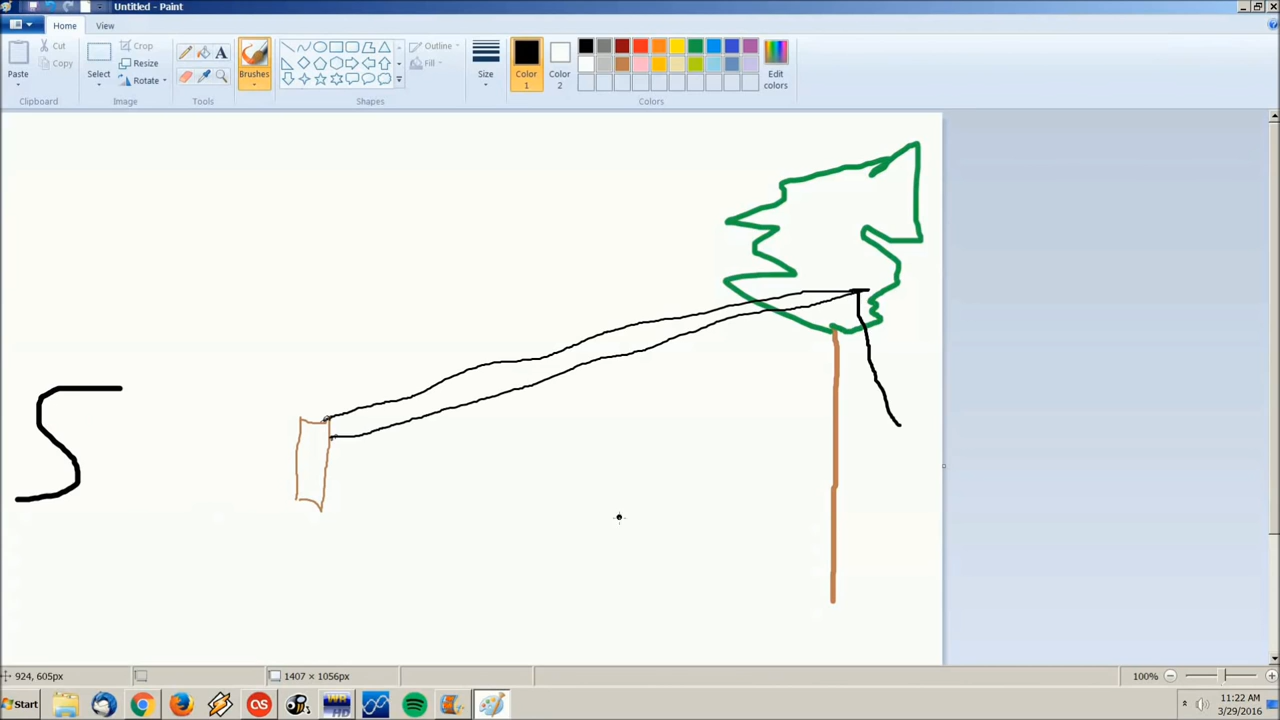 Untitled - Paint
Home View
Paste
Cut
Copy
Clipboard
Select
Crop
Resize
Rotate
Image
A
Tools
Brushes
Outline
Fill
Shapes
Size
Color 1
Color 2
Edit colors
Colors
S
924, 605px
1407 × 1056px
100%
Start
WR HD
11:22 AM
3/29/2016